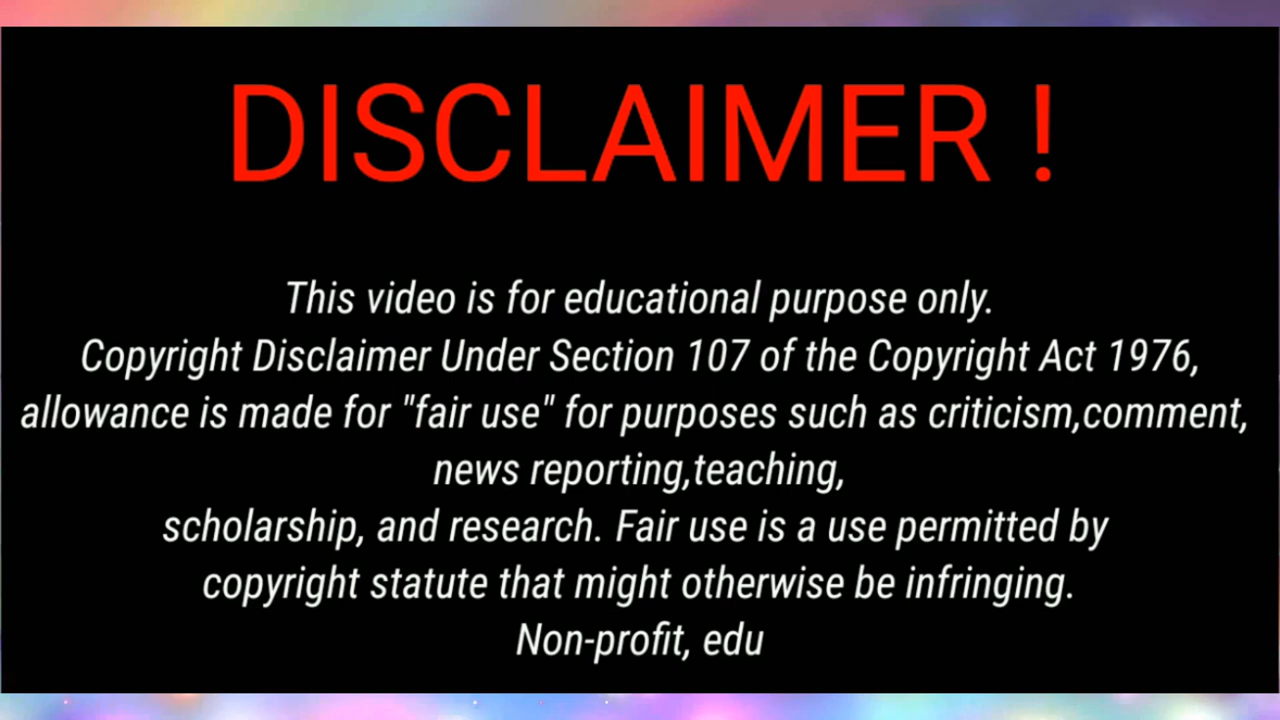 DISCLAIMER !
This video is for educational purpose only.
Copyright Disclaimer Under Section 107 of the Copyright Act 1976,
allowance is made for "fair use" for purposes such as criticism,comment,
news reporting,teaching,
scholarship, and research. Fair use is a use permitted by
copyright statute that might otherwise be infringing.
Non-profit, edu